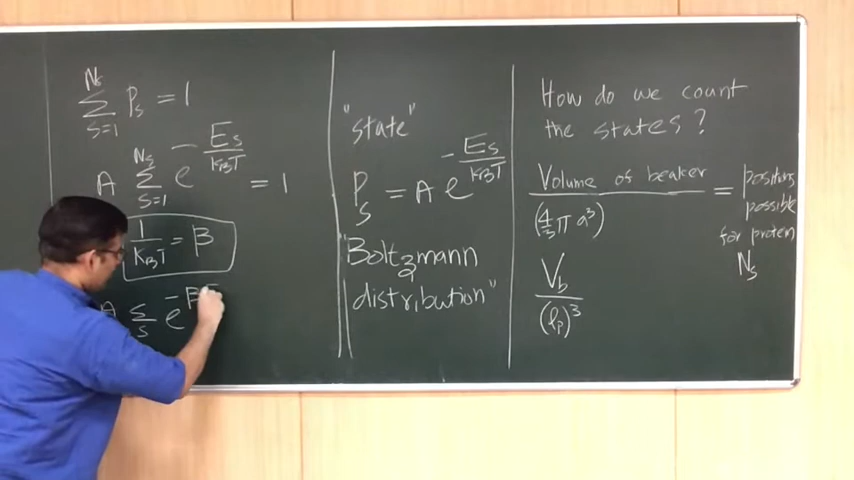 Ns
Σ Ps = 1
s=1
A Ns Σ s=1 e^(-Es/kBT) = 1
1/kBT = β
A Σ s e^-β
"state"
Ps = A e^(-Es/kBT)
"Boltzmann
distribution"
How do we count
the states?
Volume of beaker / (4/3 π a³) = positions
possible
for protein
Ns
Vb / (lp)³